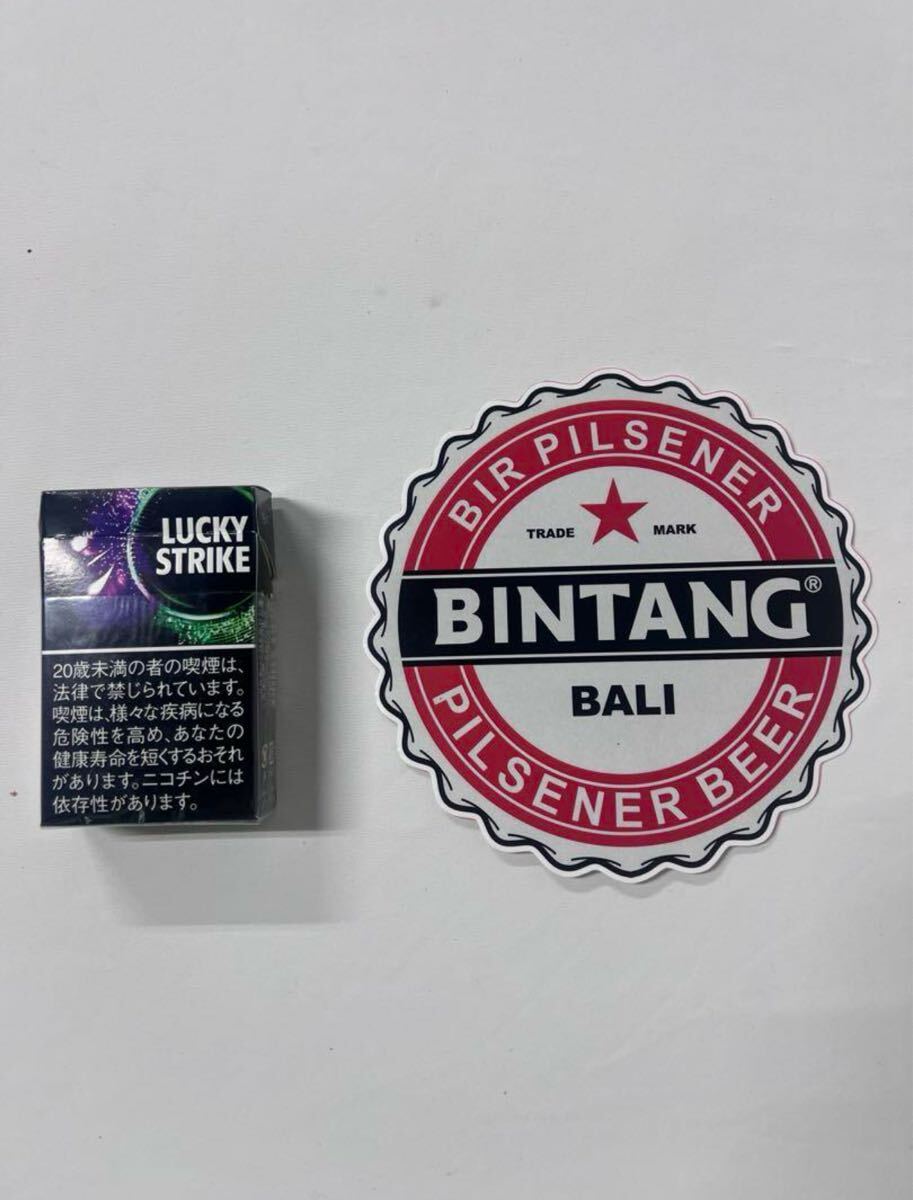 LUCKY
STRIKE
20歳未満の者の喫煙は、
法律で禁じられています。
喫煙は、様々な疾病になる
危険性を高め、あなたの
健康寿命を短くするおそれ
があります。ニコチンには
依存性があります。
BIR PILSENER
TRADE MARK
BINTANG®
BALI
PILSENER BEER